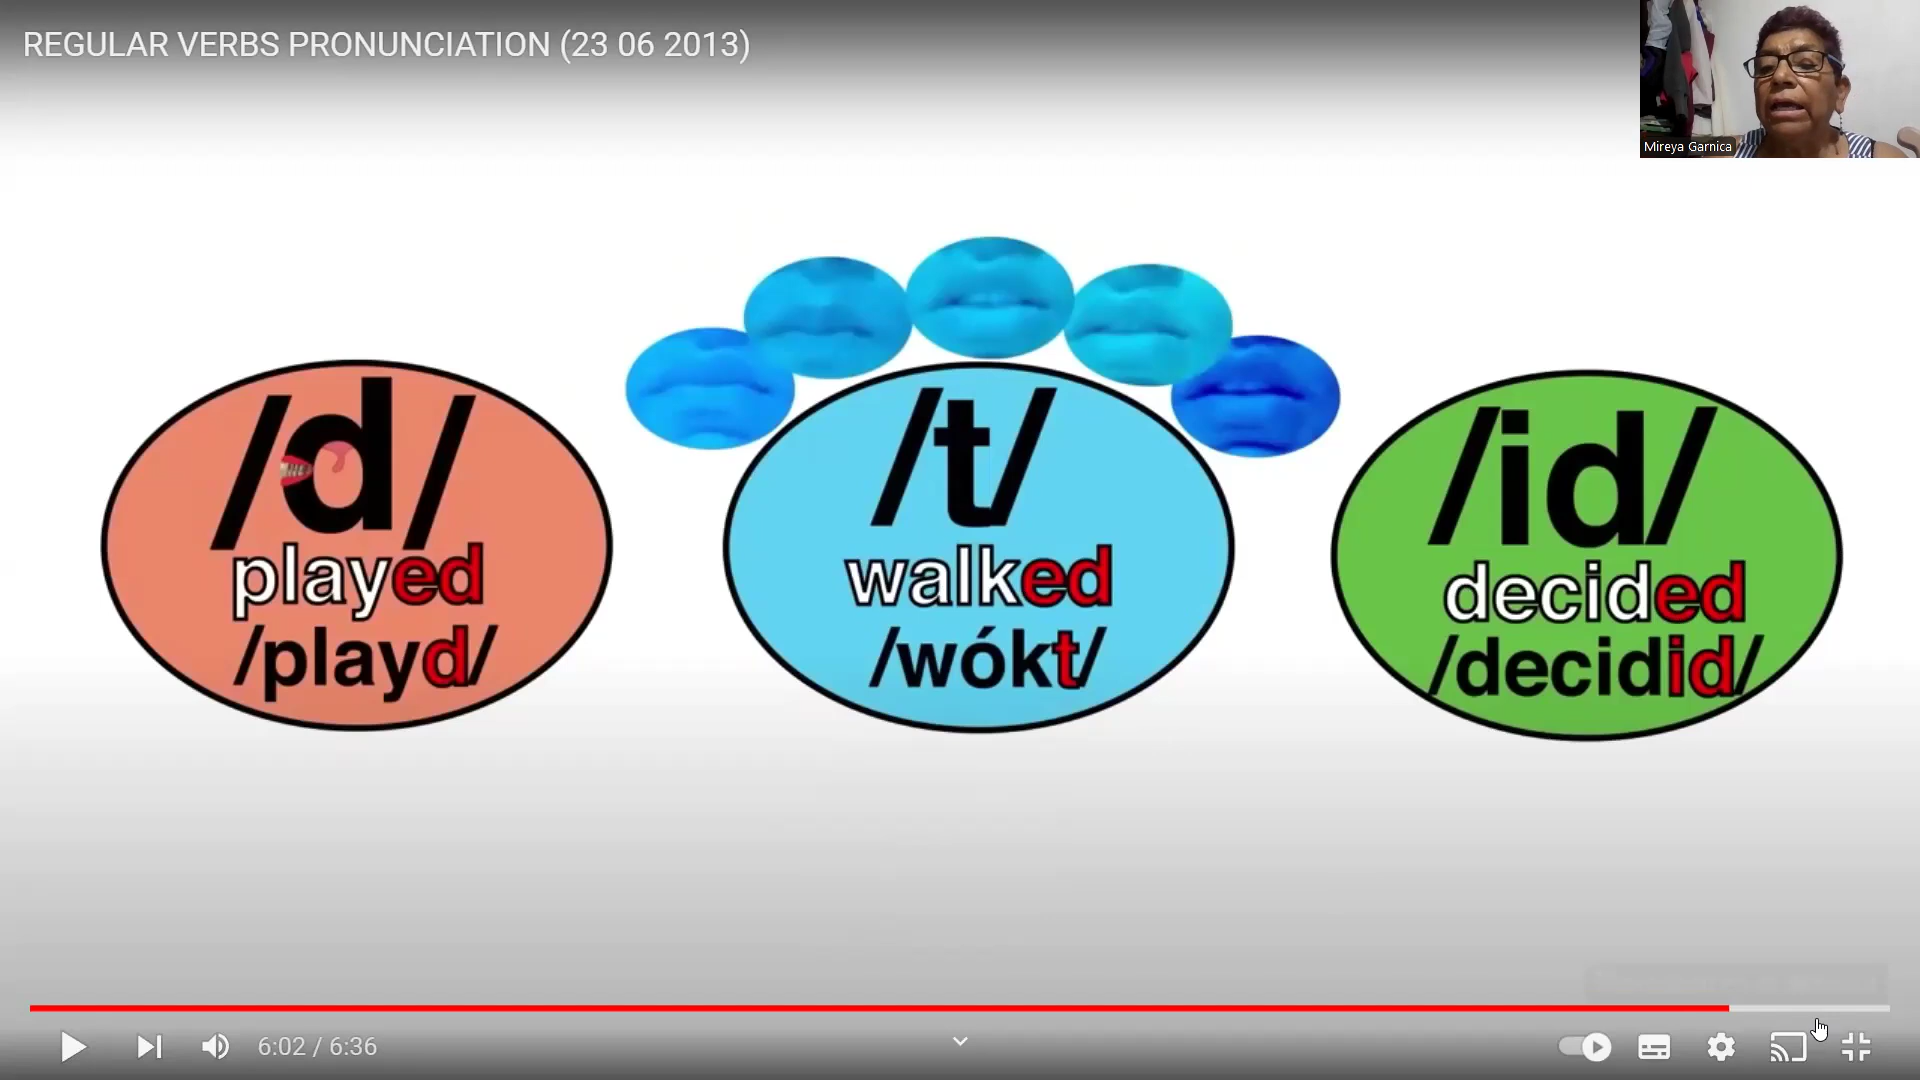 REGULAR VERBS PRONUNCIATION (23 06 2013)
Mireya Garnica
/d/
played
/playd/
/t/
walked
/wókt/
/id/
decided
/decidid/
6:02 / 6:36